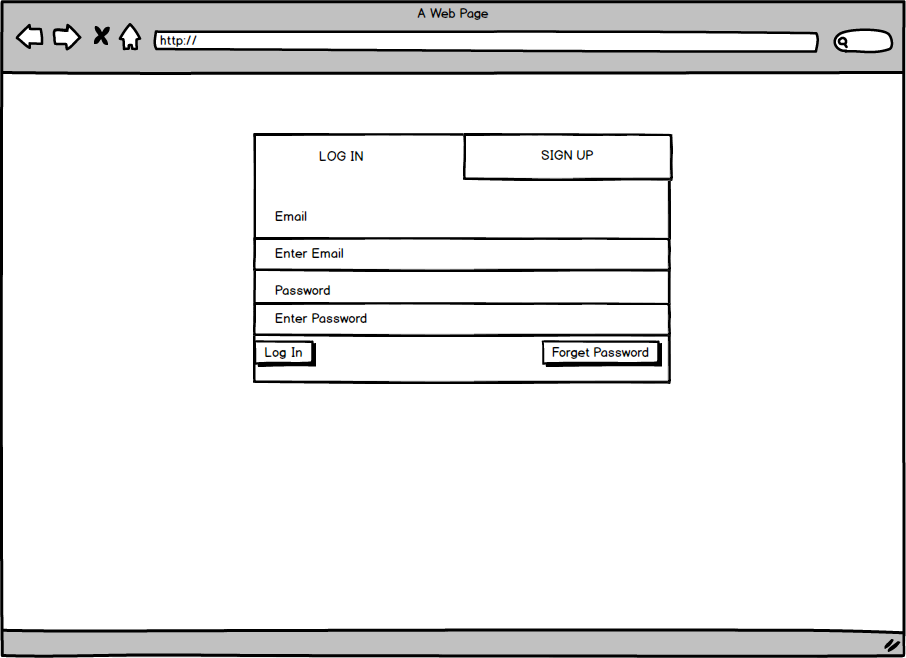 A Web Page
http://
LOG IN
SIGN UP
Email
Enter Email
Password
Enter Password
Log In
Forget Password